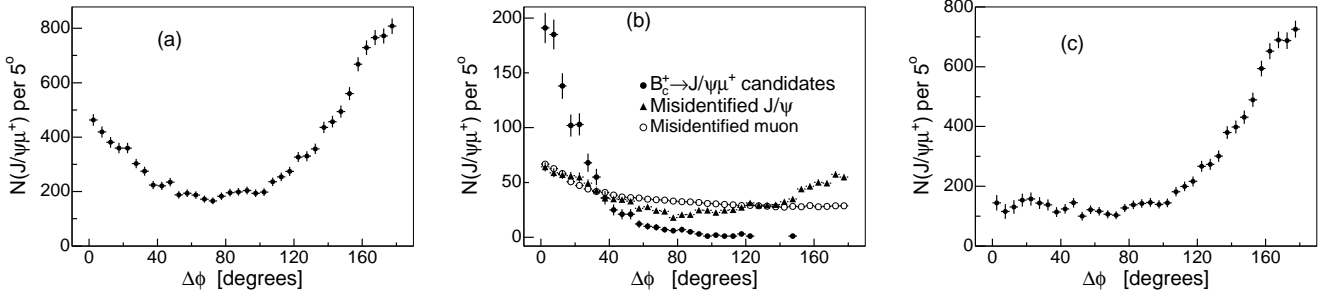 (a)
N(J/ψμ⁺) per 5°
800
600
400
200
0
0 40 80 120 160
Δφ [degrees]
(b)
N(J/ψμ⁺) per 5°
200
150
100
50
0
B_c⁺→J/ψμ⁺ candidates
Misidentified J/ψ
Misidentified muon
0 40 80 120 160
Δφ [degrees]
(c)
N(J/ψμ⁺) per 5°
800
600
400
200
0
0 40 80 120 160
Δφ [degrees]